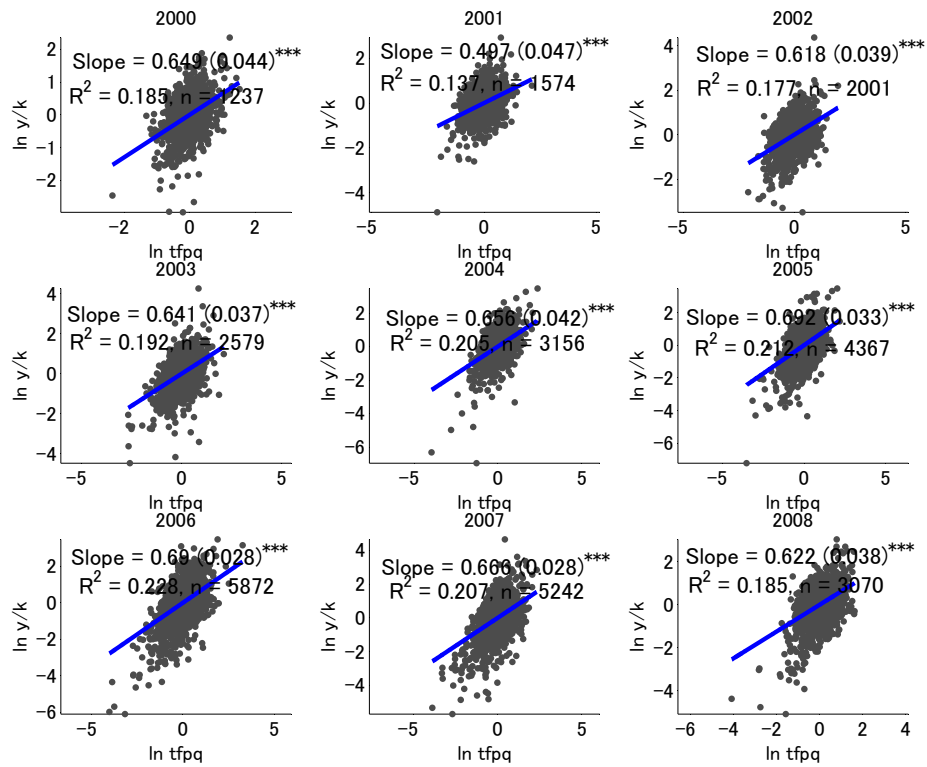 2000
Slope = 0.649 (0.044)***
R² = 0.185, n = 1237
ln y/k
2
1
0
−1
−2
−2
0
2
ln tfpq
2001
Slope = 0.497 (0.047)***
R² = 0.137, n = 1574
ln y/k
2
0
−2
−4
−5
0
5
ln tfpq
2002
Slope = 0.618 (0.039)***
R² = 0.177, n = 2001
ln y/k
4
2
0
−2
−5
0
5
ln tfpq
2003
Slope = 0.641 (0.037)***
R² = 0.192, n = 2579
ln y/k
4
2
0
−2
−4
−5
0
5
ln tfpq
2004
Slope = 0.656 (0.042)***
R² = 0.205, n = 3156
ln y/k
2
0
−2
−4
−6
−5
0
5
ln tfpq
2005
Slope = 0.692 (0.033)***
R² = 0.212, n = 4367
ln y/k
2
0
−2
−4
−6
−5
0
5
ln tfpq
2006
Slope = 0.69 (0.028)***
R² = 0.228, n = 5872
ln y/k
2
0
−2
−4
−6
−5
0
5
ln tfpq
2007
Slope = 0.666 (0.028)***
R² = 0.207, n = 5242
ln y/k
4
2
0
−2
−4
−5
0
5
ln tfpq
2008
Slope = 0.622 (0.038)***
R² = 0.185, n = 3070
ln y/k
2
0
−2
−4
−6
−4
−2
0
2
4
ln tfpq